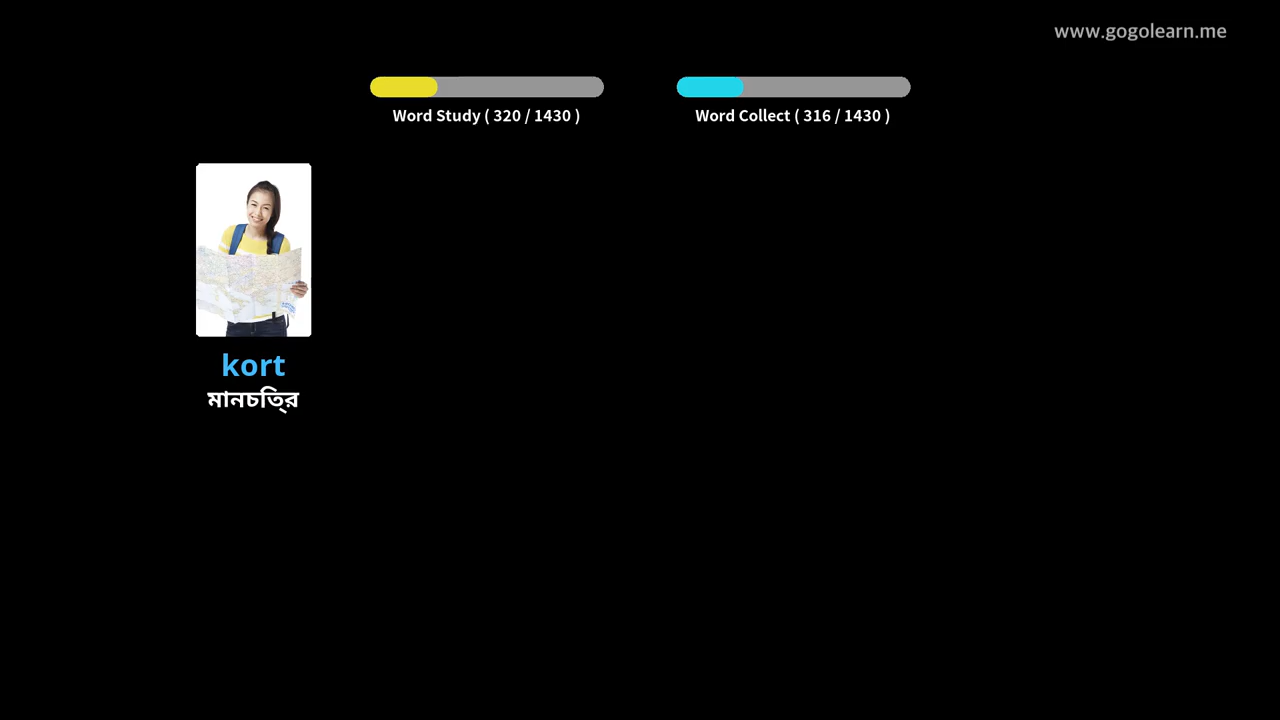 www.gogolearn.me
Word Study ( 320 / 1430 )
Word Collect ( 316 / 1430 )
kort
মানচিত্র